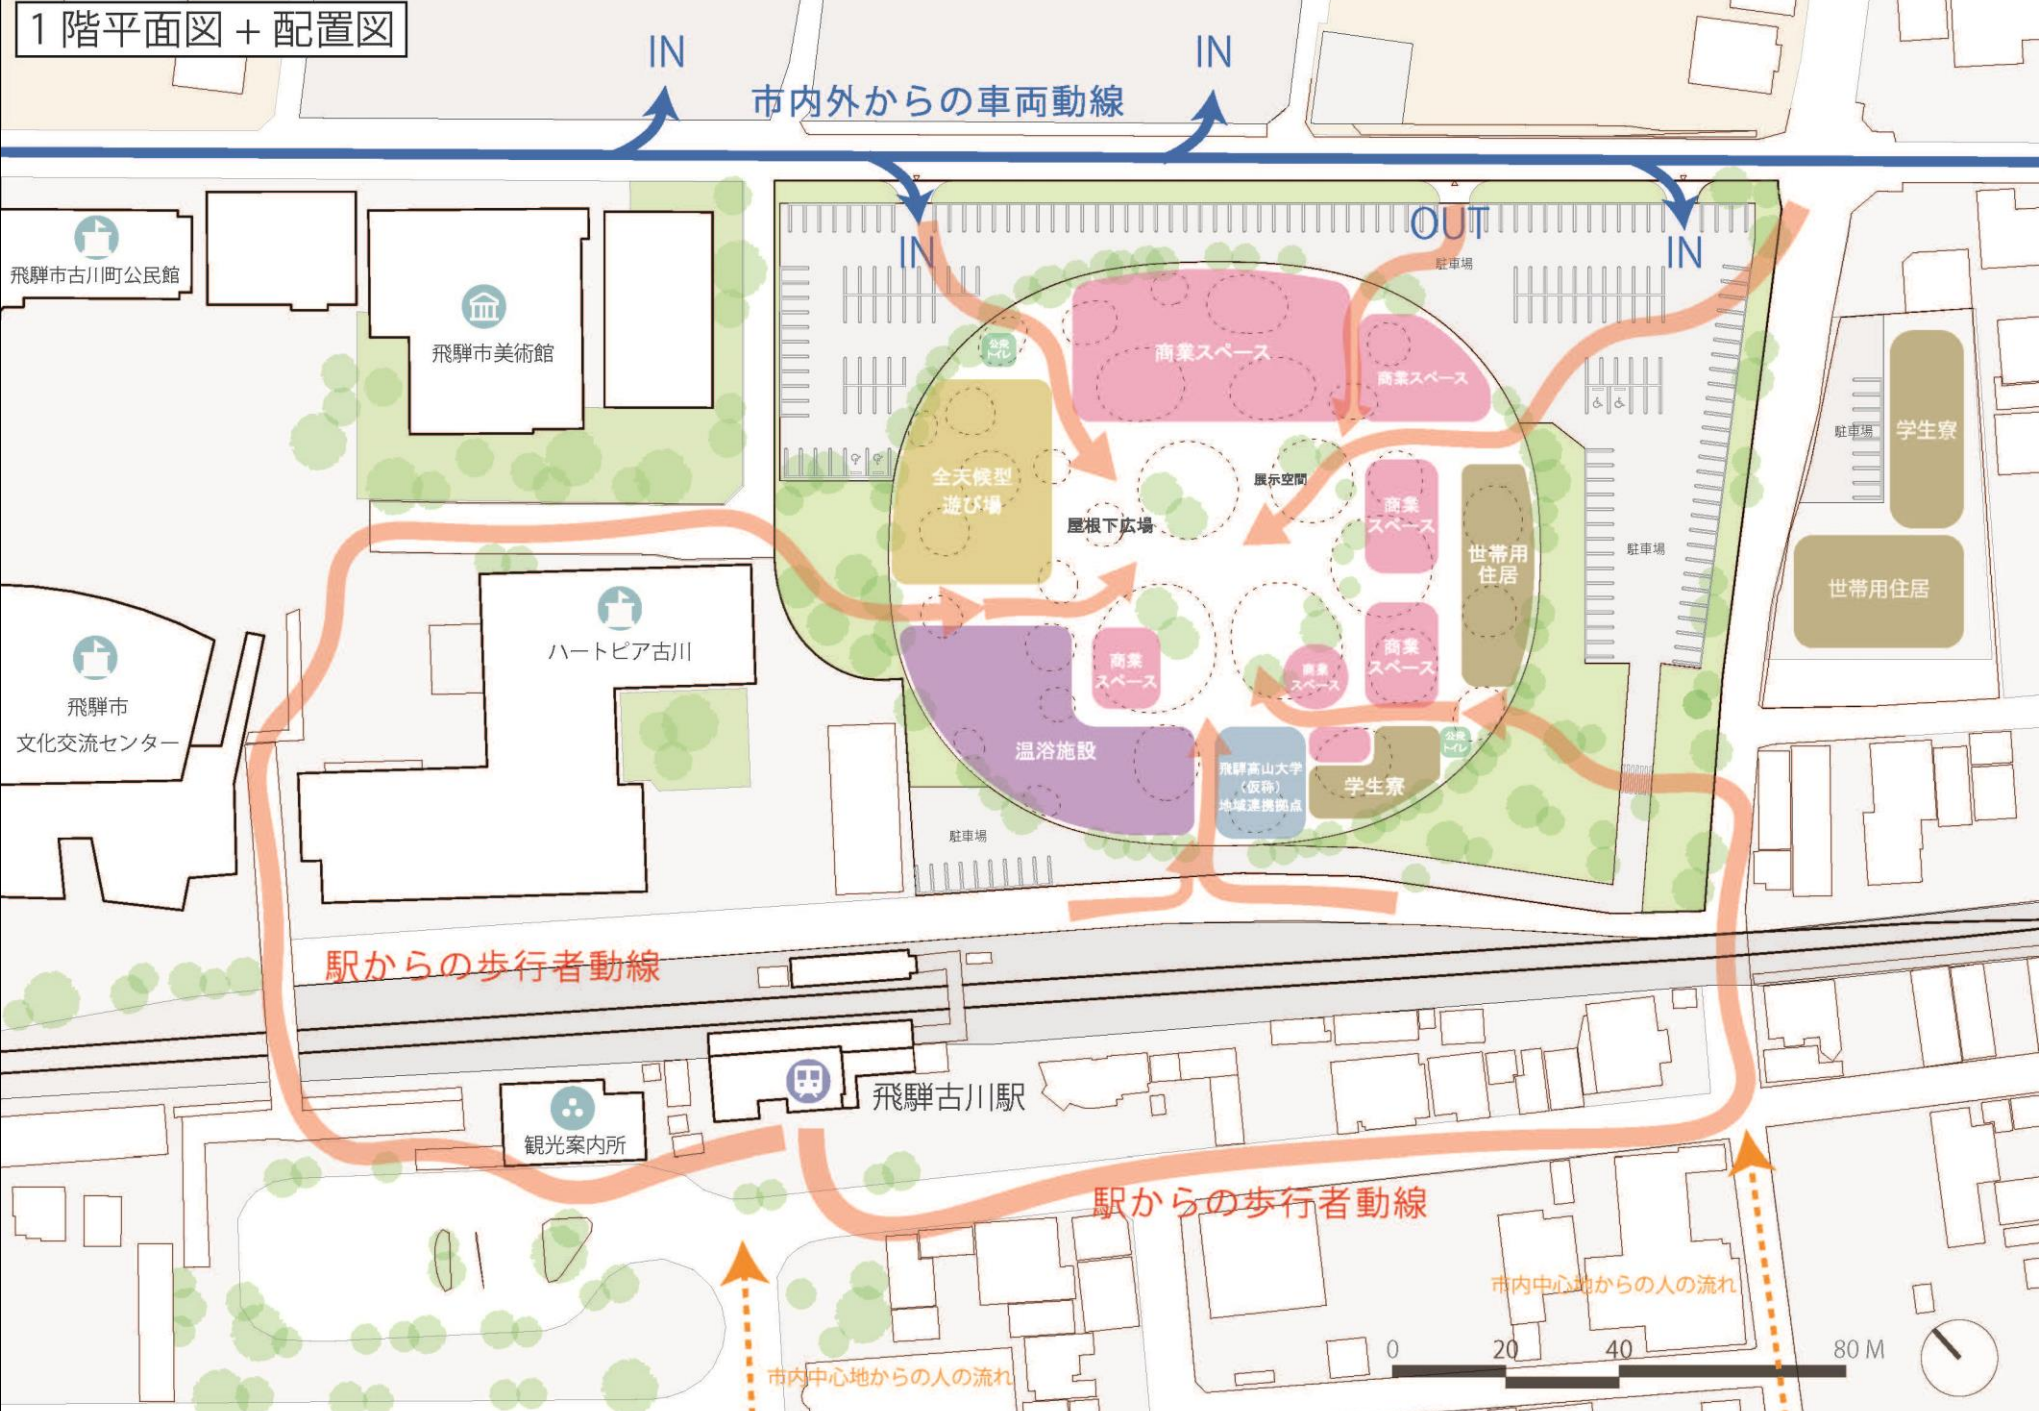 1階平面図+配置図
IN
IN
市内外からの車両動線
IN
OUT
IN
駐車場
飛騨市古川町公民館
飛騨市美術館
公衆
トイレ
商業スペース
商業スペース
駐車場
学生寮
全天候型
遊び場
展示空間
屋根下広場
商業
スペース
世帯用
住居
駐車場
世帯用住居
ハートピア古川
飛騨市
文化交流センター
商業
スペース
商業
スペース
商業
スペース
温浴施設
飛騨高山大学
(仮称)
地域連携拠点
学生寮
公衆
トイレ
駐車場
駅からの歩行者動線
飛騨古川駅
観光案内所
駅からの歩行者動線
市内中心地からの人の流れ
市内中心地からの人の流れ
0 20 40 80 M